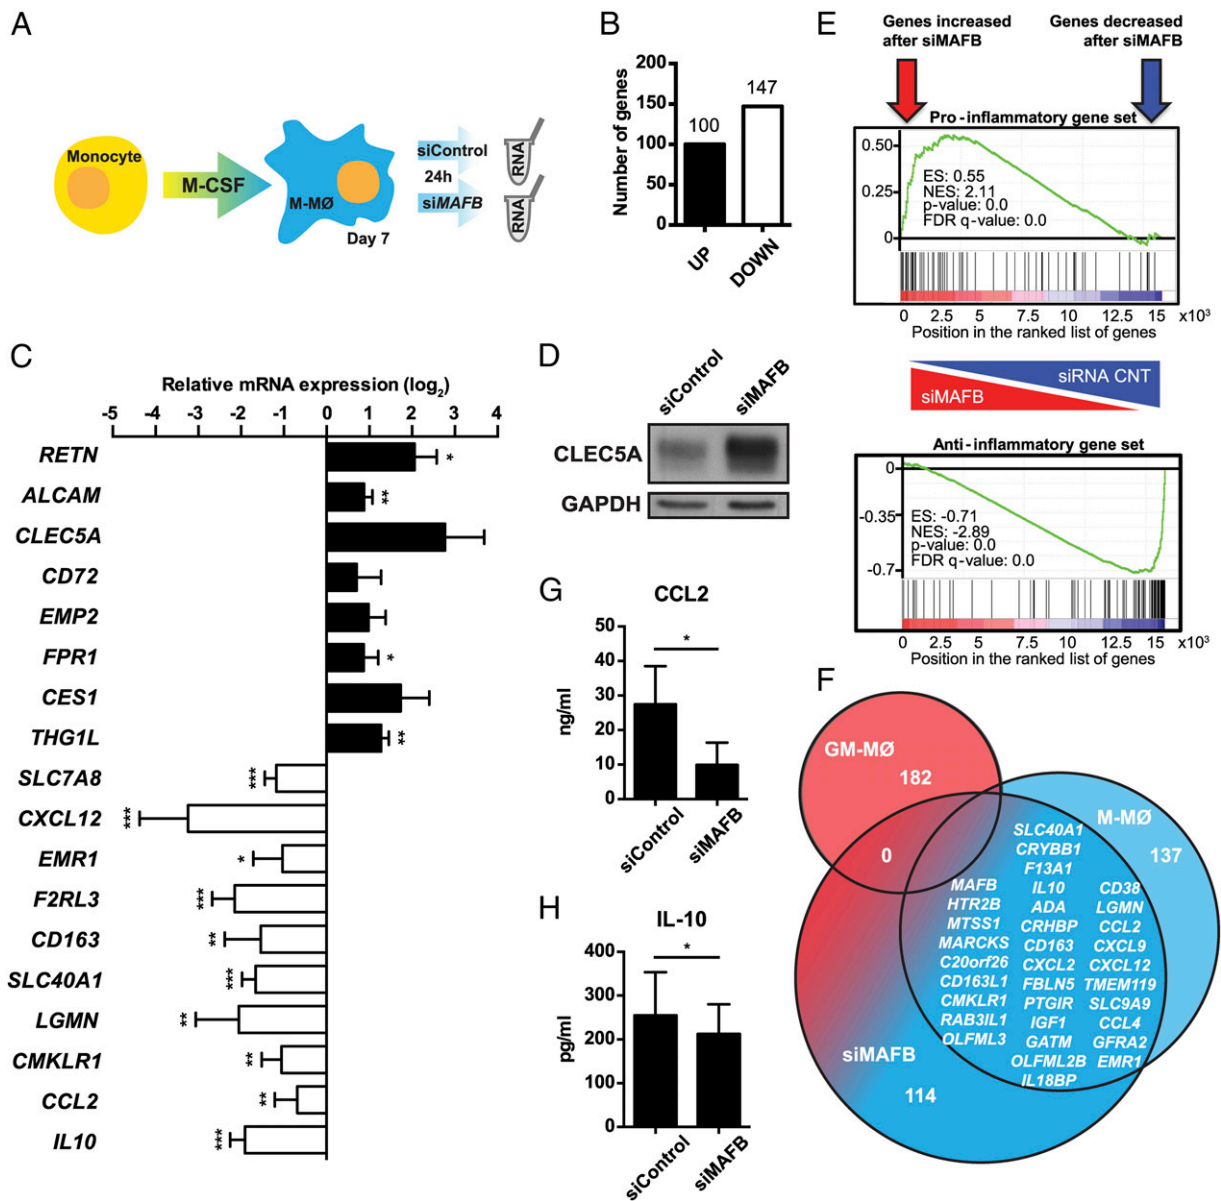 A
Monocyte
M-CSF
M-MØ
Day 7
siControl
24h
siMAFB
RNA
RNA
B
Number of genes
200
150
100
50
0
100
147
UP
DOWN
C
Relative mRNA expression (log2)
-5 -4 -3 -2 -1 0 1 2 3 4
RETN *
ALCAM **
CLEC5A
CD72
EMP2
FPR1 *
CES1
THG1L **
SLC7A8 ***
CXCL12 ***
EMR1 *
F2RL3 ***
CD163 **
SLC40A1 ***
LGMN **
CMKLR1 **
CCL2 **
IL10 ***
D
siControl
siMAFB
CLEC5A
GAPDH
E
Genes increased
after siMAFB
Genes decreased
after siMAFB
Pro-inflammatory gene set
0.50
0.25
0
ES: 0.55
NES: 2.11
p-value: 0.0
FDR q-value: 0.0
0 2.5 5 7.5 10 12.5 15 x10³
Position in the ranked list of genes
siRNA CNT
siMAFB
Anti-inflammatory gene set
0
-0.35
-0.7
ES: -0.71
NES: -2.89
p-value: 0.0
FDR q-value: 0.0
0 2.5 5 7.5 10 12.5 15 x10³
Position in the ranked list of genes
F
GM-MØ
182
0
M-MØ
137
siMAFB
114
MAFB
HTR2B
MTSS1
MARCKS
C20orf26
CD163L1
CMKLR1
RAB3IL1
OLFML3
SLC40A1
CRYBB1
F13A1
IL10
ADA
CRHBP
CD163
CXCL2
FBLN5
PTGIR
IGF1
GATM
OLFML2B
IL18BP
CD38
LGMN
CCL2
CXCL9
CXCL12
TMEM119
SLC9A9
CCL4
GFRA2
EMR1
G
CCL2
ng/ml
50
40
30
20
10
0
*
siControl
siMAFB
H
IL-10
pg/ml
400
300
200
100
0
*
siControl
siMAFB